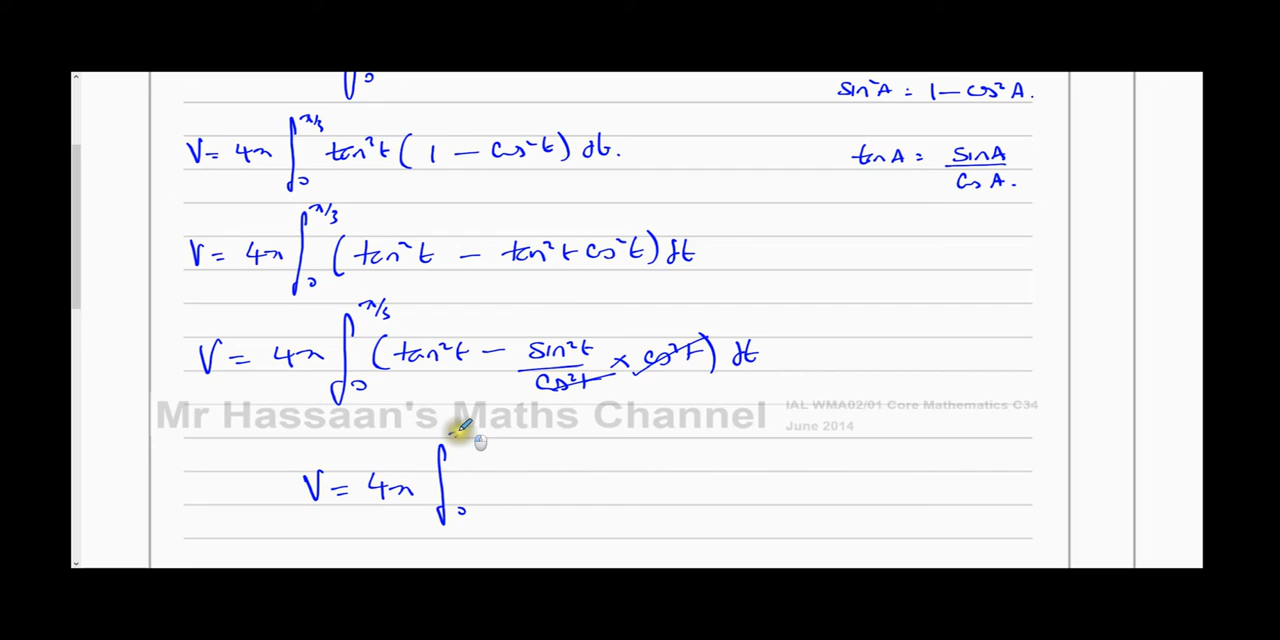 sin²A = 1 − cos²A.
V = 4π ∫₀^π/3 tan²t ( 1 − cos²t ) dt.
tan A = sin A / cos A.
V = 4π ∫₀^π/3 ( tan²t − tan²t cos²t ) dt
V = 4π ∫₀^π/3 ( tan²t − sin²t / cos²t × cos²t ) dt
Mr Hassaan's Maths Channel
IAL WMA02/01 Core Mathematics C34
June 2014
V = 4π ∫₀